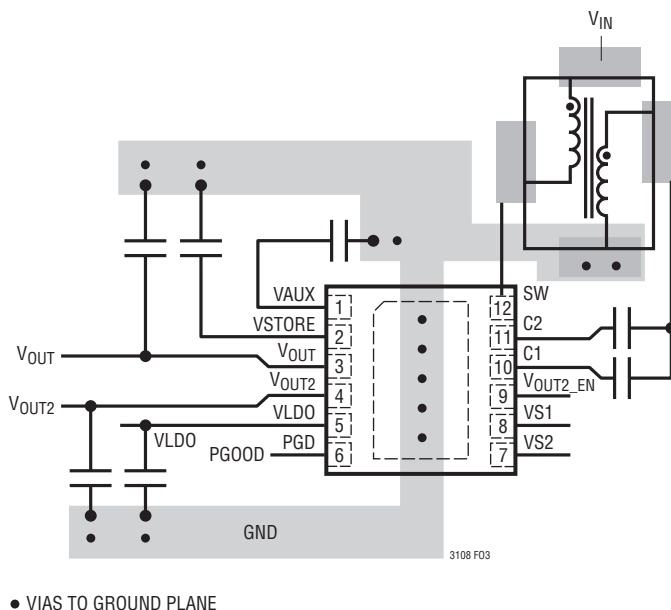 VIN
VAUX
1
VSTORE
2
VOUT
VOUT
3
VOUT2
VOUT2
4
VLDO
VLDO
5
PGOOD
PGD
6
SW
12
C2
11
C1
10
VOUT2_EN
9
VS1
8
VS2
7
GND
3108 F03
● VIAS TO GROUND PLANE